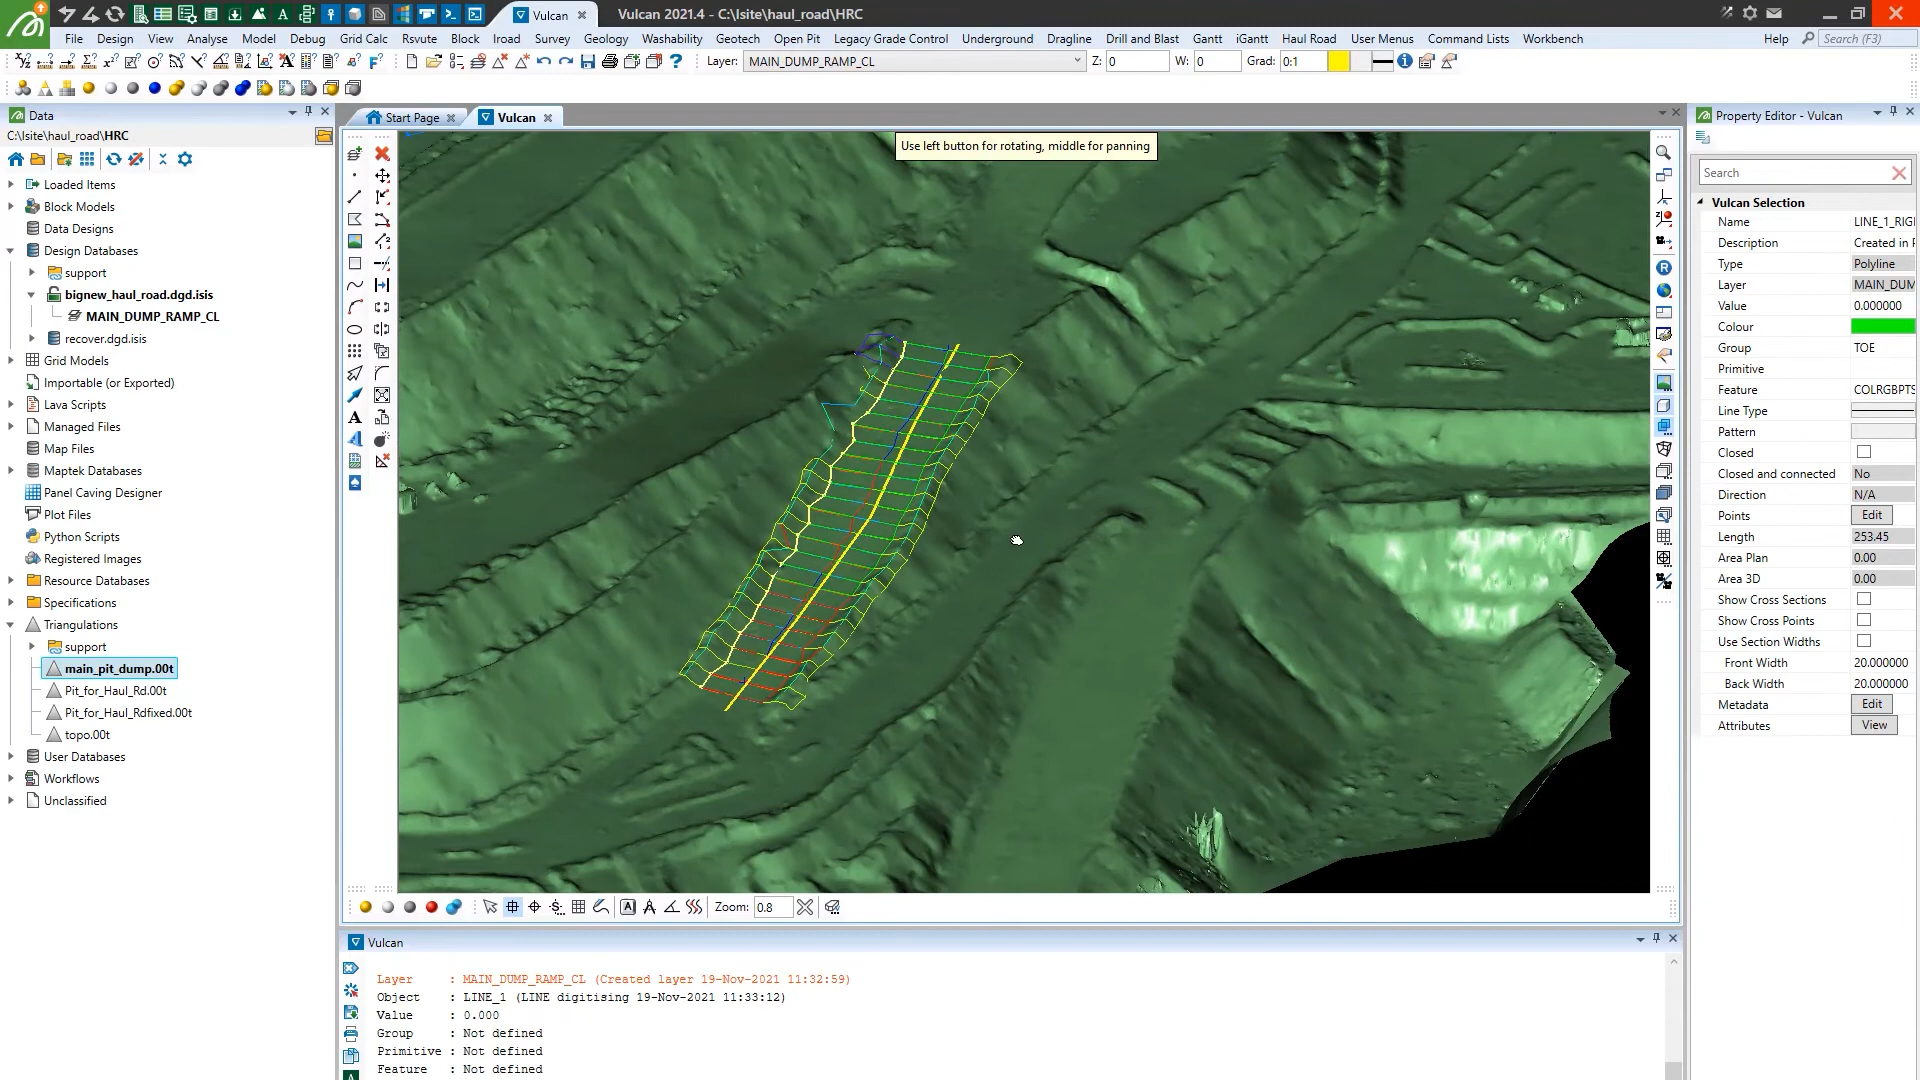 Vulcan
Vulcan 2021.4 - C:\Isite\haul_road\HRC
File Design View Analyse Model Debug Grid Calc Rsvute Block Iroad Survey Geology Washability Geotech Open Pit Legacy Grade Control Underground Dragline Drill and Blast Gantt iGantt Haul Road User Menus Command Lists Workbench Help Search (F3)
Layer: MAIN_DUMP_RAMP_CL Z: 0 W: 0 Grad: 0:1
Data
C:\Isite\haul_road\HRC
Loaded Items
Block Models
Data Designs
Design Databases
support
bignew_haul_road.dgd.isis
MAIN_DUMP_RAMP_CL
recover.dgd.isis
Grid Models
Importable (or Exported)
Lava Scripts
Managed Files
Map Files
Maptek Databases
Panel Caving Designer
Plot Files
Python Scripts
Registered Images
Resource Databases
Specifications
Triangulations
support
main_pit_dump.00t
Pit_for_Haul_Rd.00t
Pit_for_Haul_Rdfixed.00t
topo.00t
User Databases
Workflows
Unclassified
Start Page
Vulcan
Use left button for rotating, middle for panning
Zoom: 0.8
Vulcan
Layer : MAIN_DUMP_RAMP_CL (Created layer 19-Nov-2021 11:32:59)
Object : LINE_1 (LINE digitising 19-Nov-2021 11:33:12)
Value : 0.000
Group : Not defined
Primitive : Not defined
Feature : Not defined
Property Editor - Vulcan
Search
Vulcan Selection
Name LINE_1_RIG
Description Created in
Type Polyline
Layer MAIN_DUM
Value 0.000000
Colour
Group TOE
Primitive
Feature COLRGBPTS
Line Type
Pattern
Closed
Closed and connected No
Direction N/A
Points Edit
Length 253.45
Area Plan 0.00
Area 3D 0.00
Show Cross Sections
Show Cross Points
Use Section Widths
Front Width 20.000000
Back Width 20.000000
Metadata Edit
Attributes View